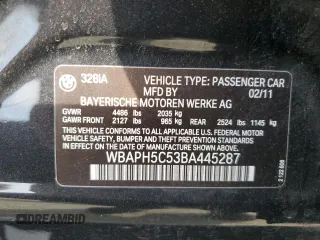 328IA
VEHICLE TYPE: PASSENGER CAR
MFD BY 02/11
BAYERISCHE MOTOREN WERKE AG
GVWR 4486 lbs 2035 kg
GAWR FRONT 2127 lbs 965 kg REAR 2524 lbs 1145 kg
THIS VEHICLE CONFORMS TO ALL APPLICABLE U.S. FEDERAL MOTOR
VEHICLE SAFETY, BUMPER AND THEFT PREVENTION STANDARDS
IN EFFECT ON THE DATE OF MANUFACTURE SHOWN ABOVE.
WBAPH5C53BA445287
AUTOBIDMASTER